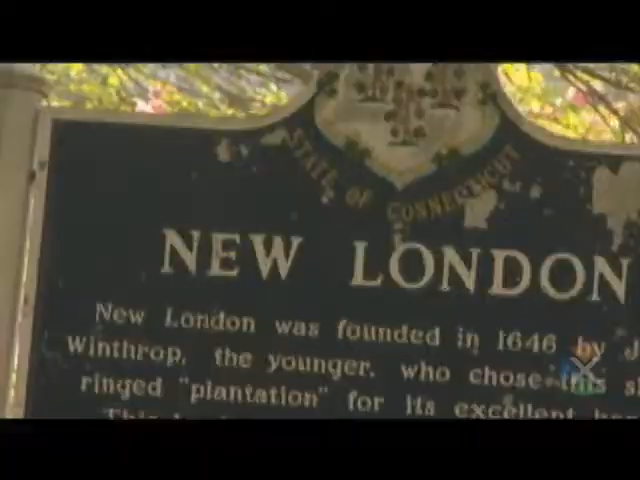 STATE OF CONNECTICUT
NEW LONDON
New London was founded in 1646 by J
Winthrop, the younger, who chose this
ringed "plantation" for its excellent